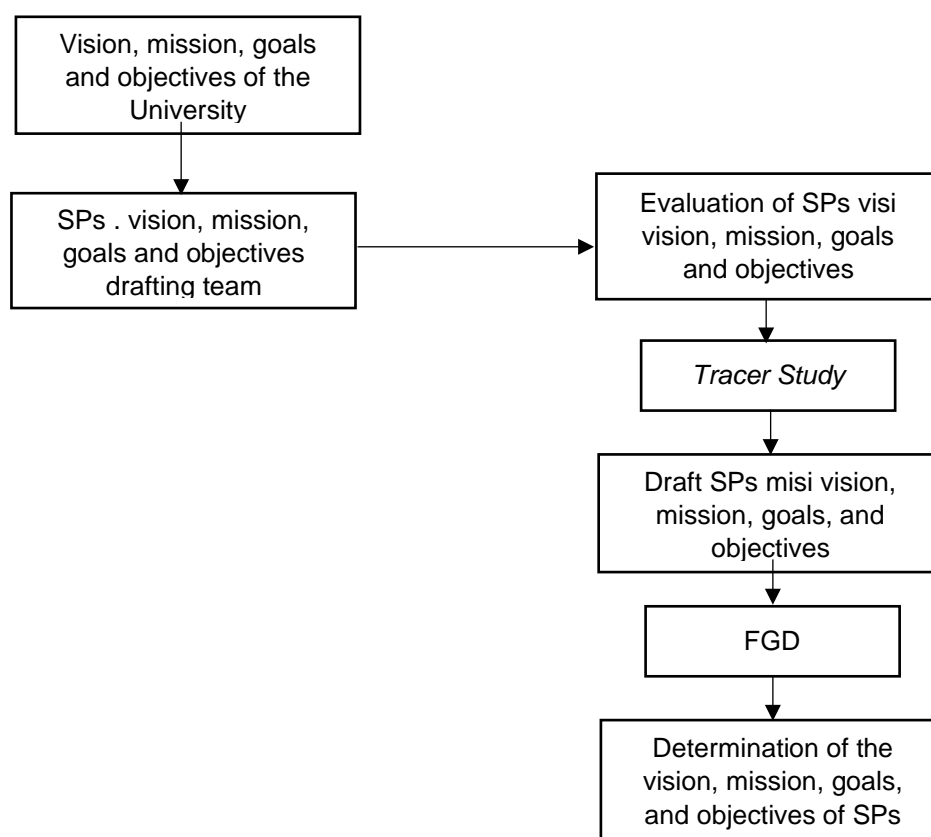 Vision, mission, goals
and objectives of the
University
SPs . vision, mission,
goals and objectives
drafting team
Evaluation of SPs visi
vision, mission, goals
and objectives
Tracer Study
Draft SPs misi vision,
mission, goals, and
objectives
FGD
Determination of the
vision, mission, goals,
and objectives of SPs